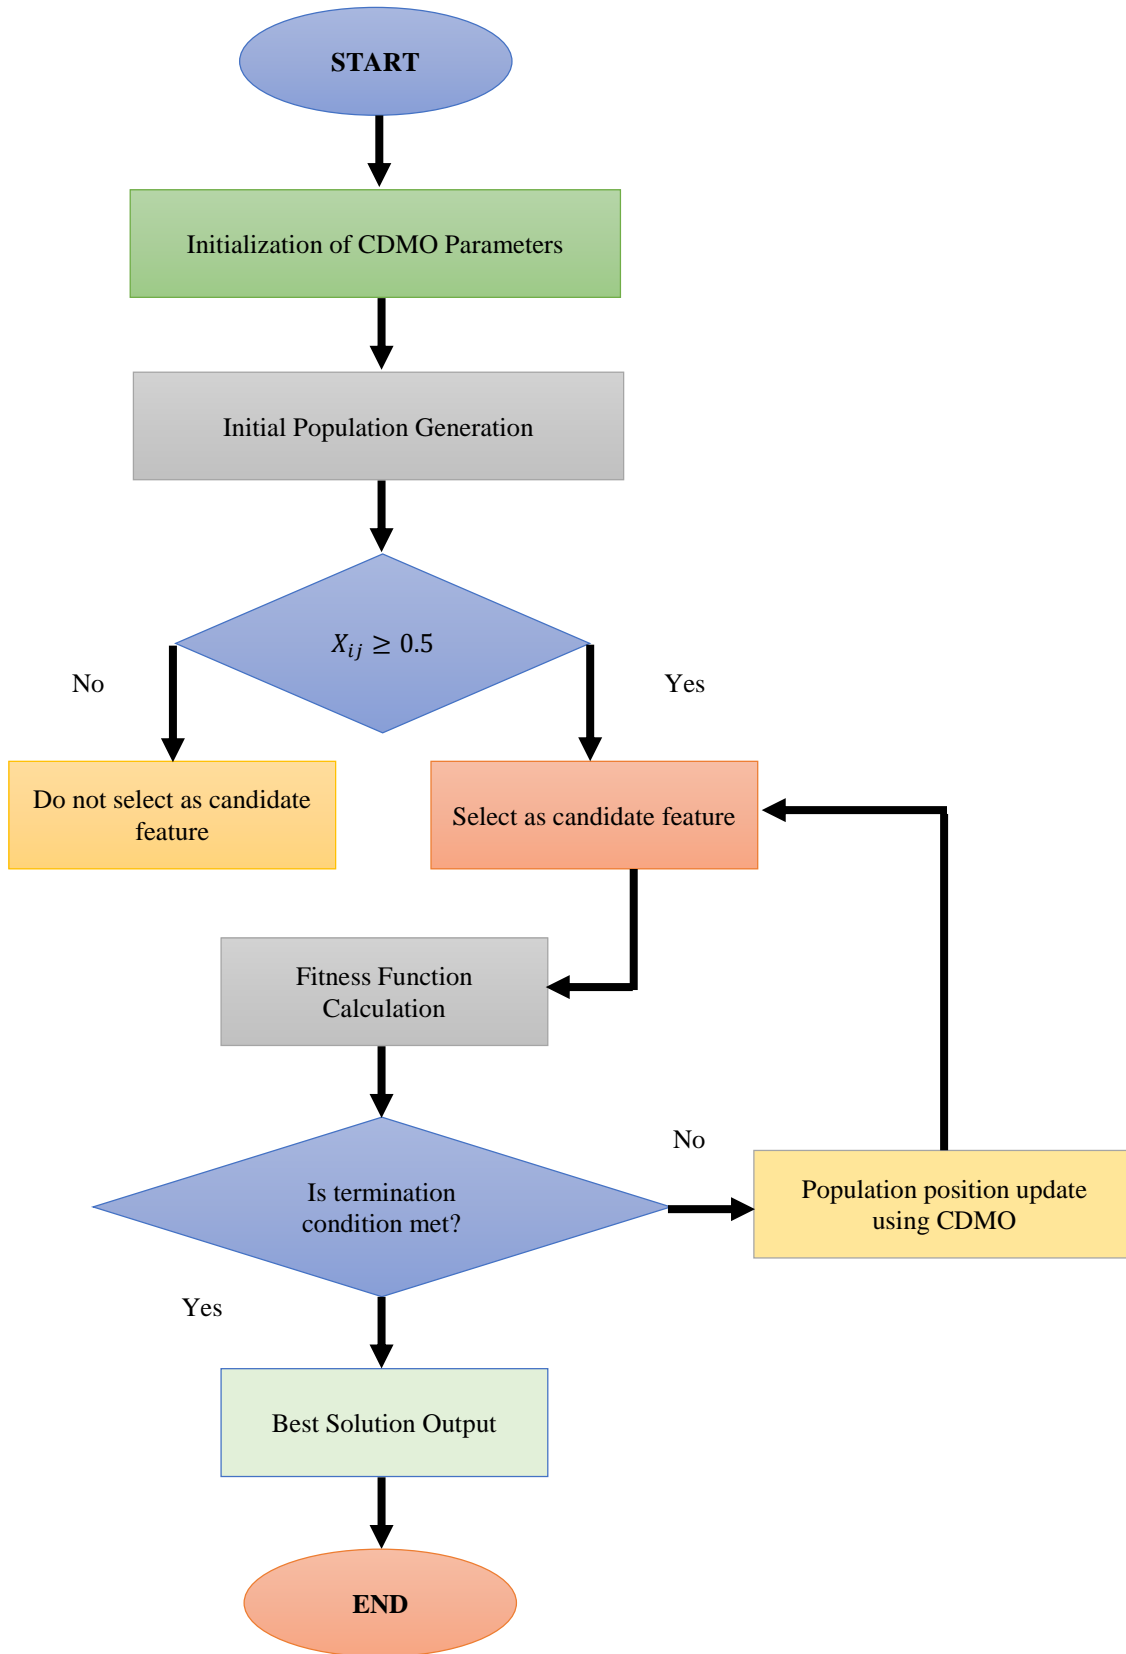 START
Initialization of CDMO Parameters
Initial Population Generation
X_{ij} ≥ 0.5
No
Yes
Do not select as candidate
feature
Select as candidate feature
Fitness Function
Calculation
Is termination
condition met?
No
Population position update
using CDMO
Yes
Best Solution Output
END